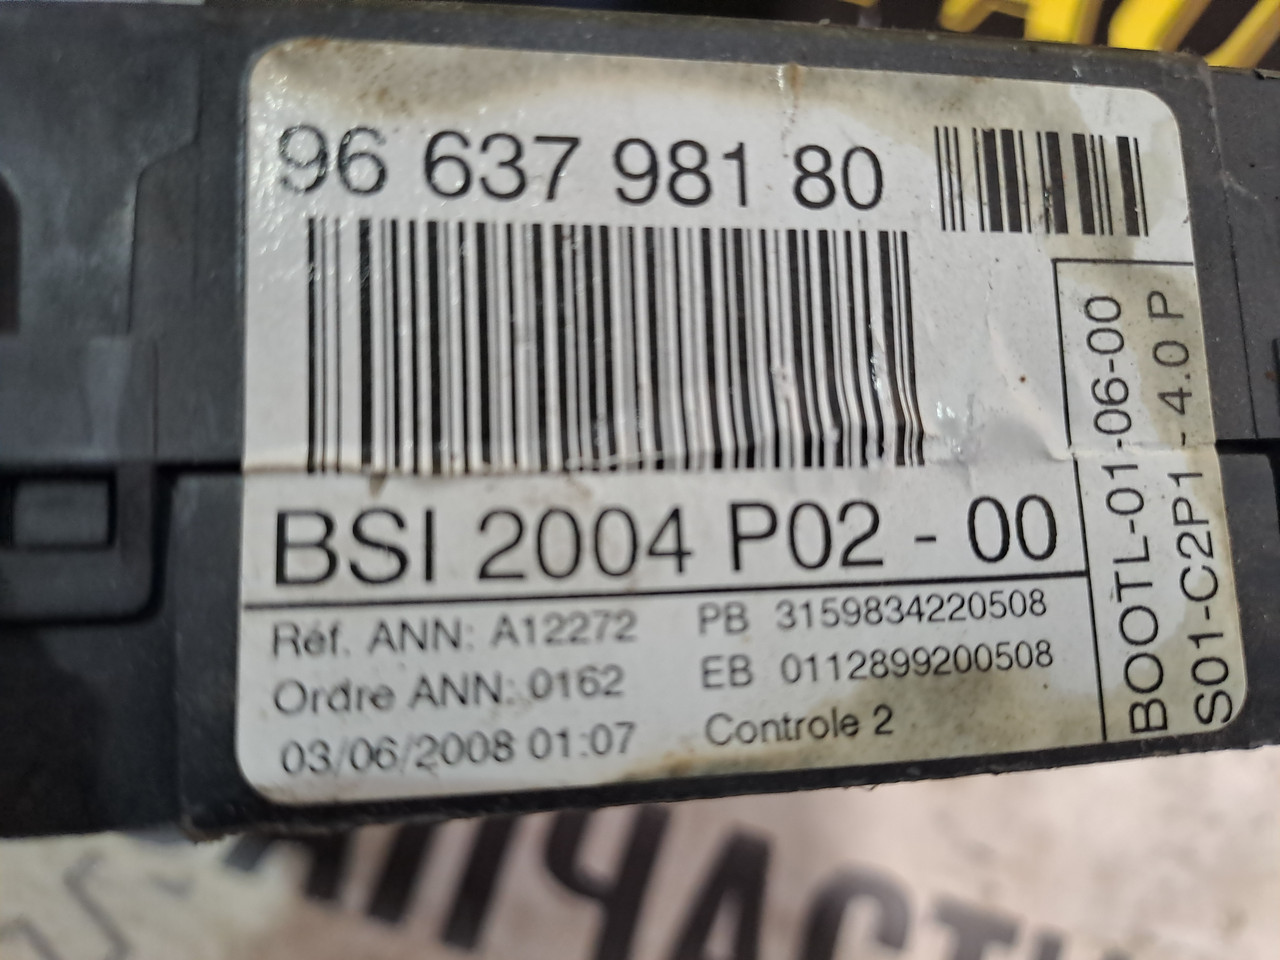 96 637 981 80
BSI 2004 P02 - 00
Réf. ANN: A12272 PB 3159834220508
Ordre ANN: 0162 EB 0112899200508
03/06/2008 01:07 Controle 2
BOOTL-01-06-00
S01-C2P1-4.0 P